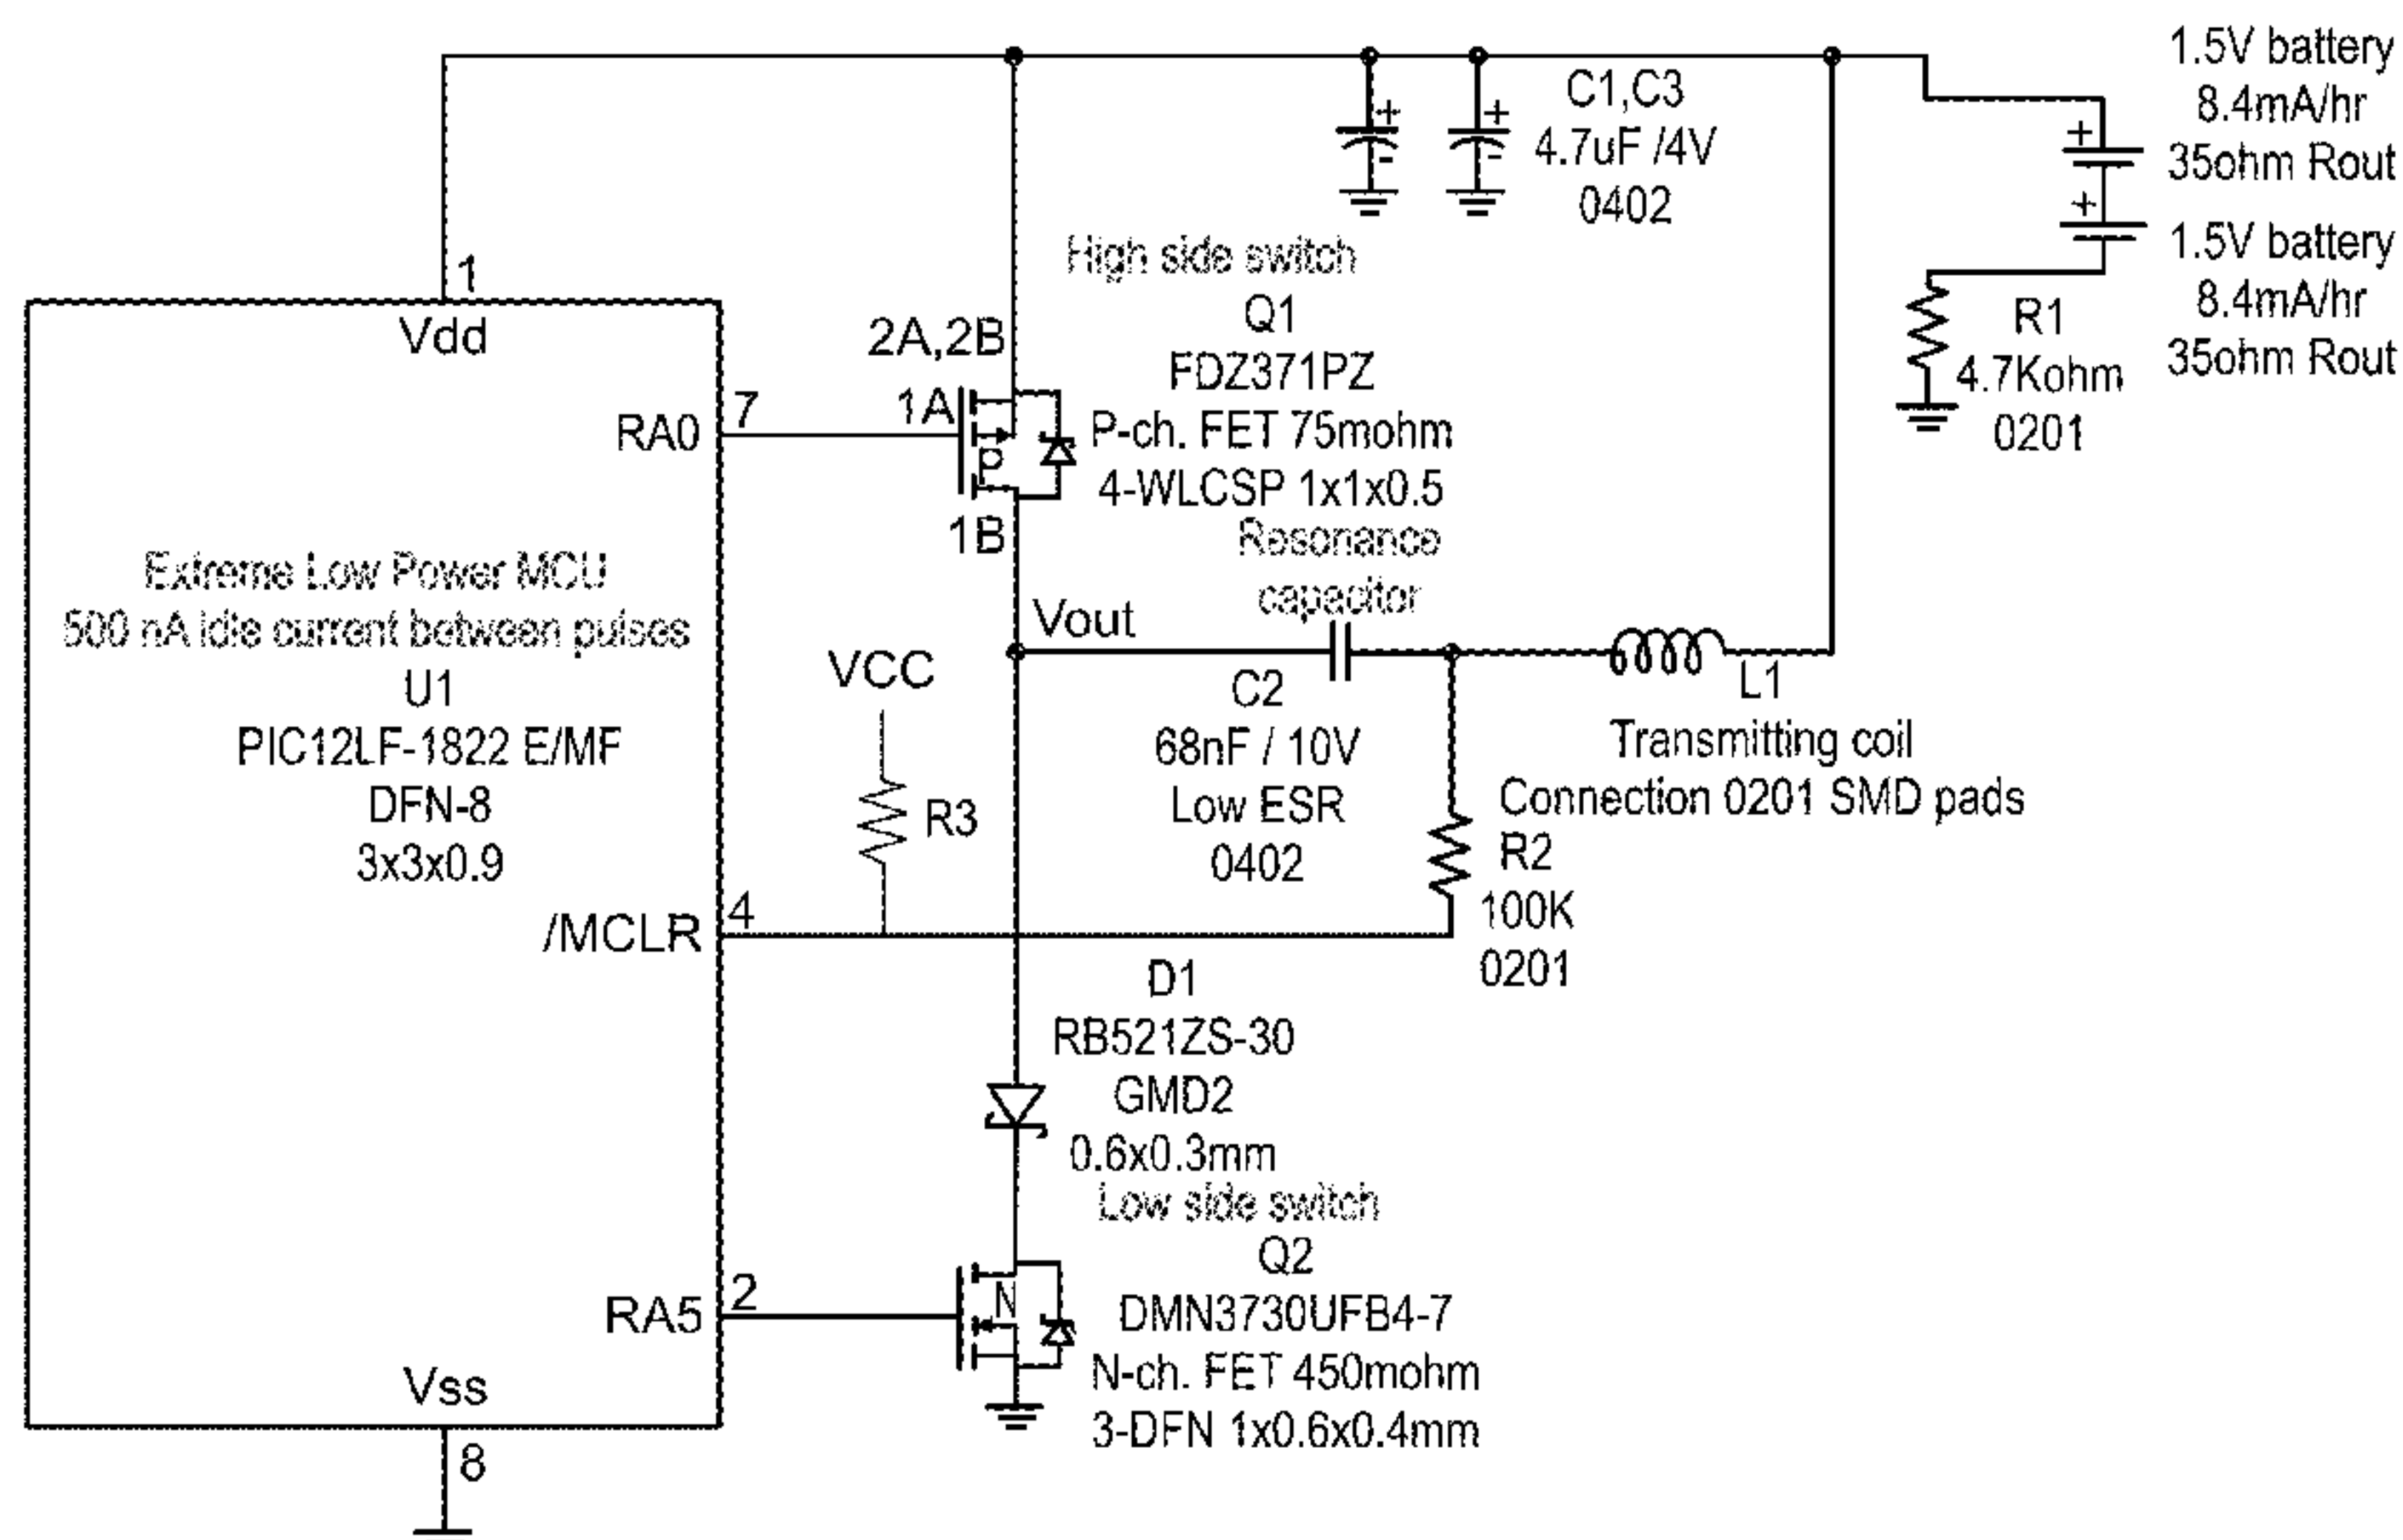 1.5V battery
8.4mA/hr
35ohm Rout
1.5V battery
8.4mA/hr
35ohm Rout
C1,C3
4.7uF /4V
0402
+
-
+
-
+
+
R1
4.7Kohm
0201
High side switch
Q1
FDZ371PZ
P-ch. FET 75mohm
4-WLCSP 1x1x0.5
2A,2B
1A
P
1B
1
Vdd
RA0
7
Extreme Low Power MCU
500 nA idle current between pulses
U1
PIC12LF-1822 E/MF
DFN-8
3x3x0.9
Resonance
capacitor
Vout
C2
68nF / 10V
Low ESR
0402
VCC
R3
L1
Transmitting coil
Connection 0201 SMD pads
R2
100K
0201
/MCLR
4
D1
RB521ZS-30
GMD2
0.6x0.3mm
Low side switch
Q2
DMN3730UFB4-7
N-ch. FET 450mohm
3-DFN 1x0.6x0.4mm
N
RA5
2
Vss
8